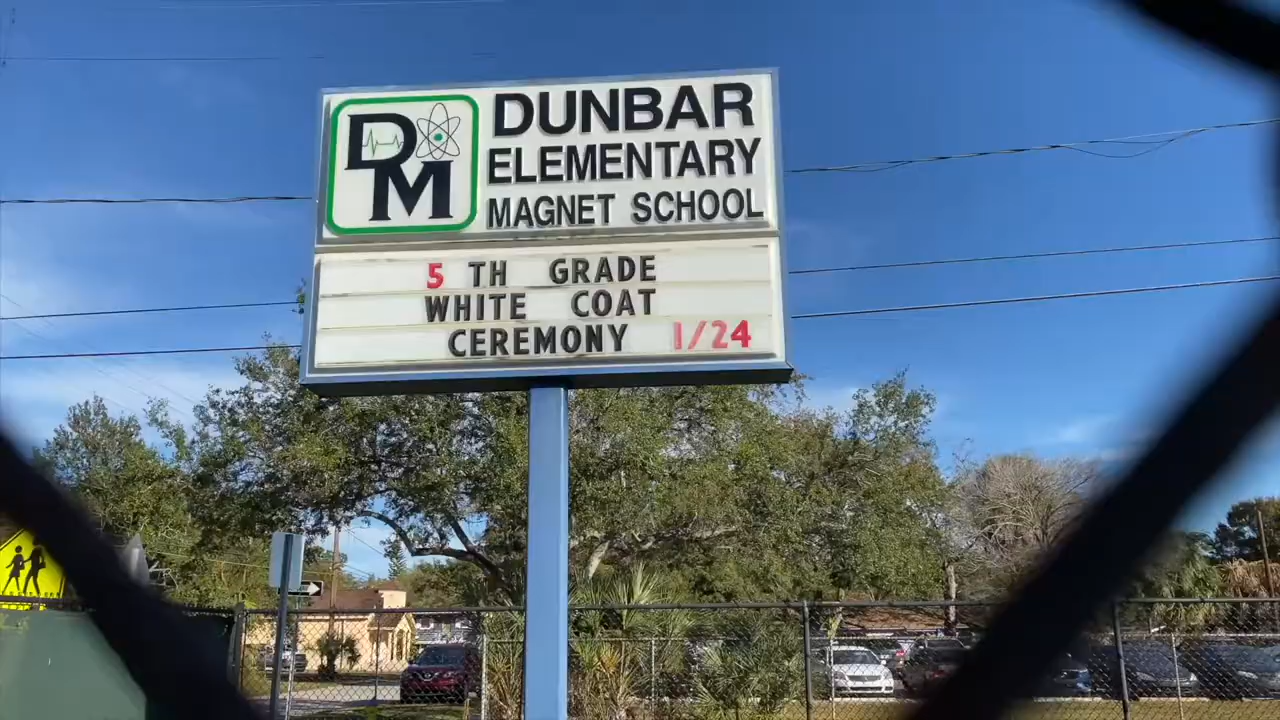 DM
DUNBAR
ELEMENTARY
MAGNET SCHOOL
5 TH GRADE
WHITE COAT
CEREMONY 1/24